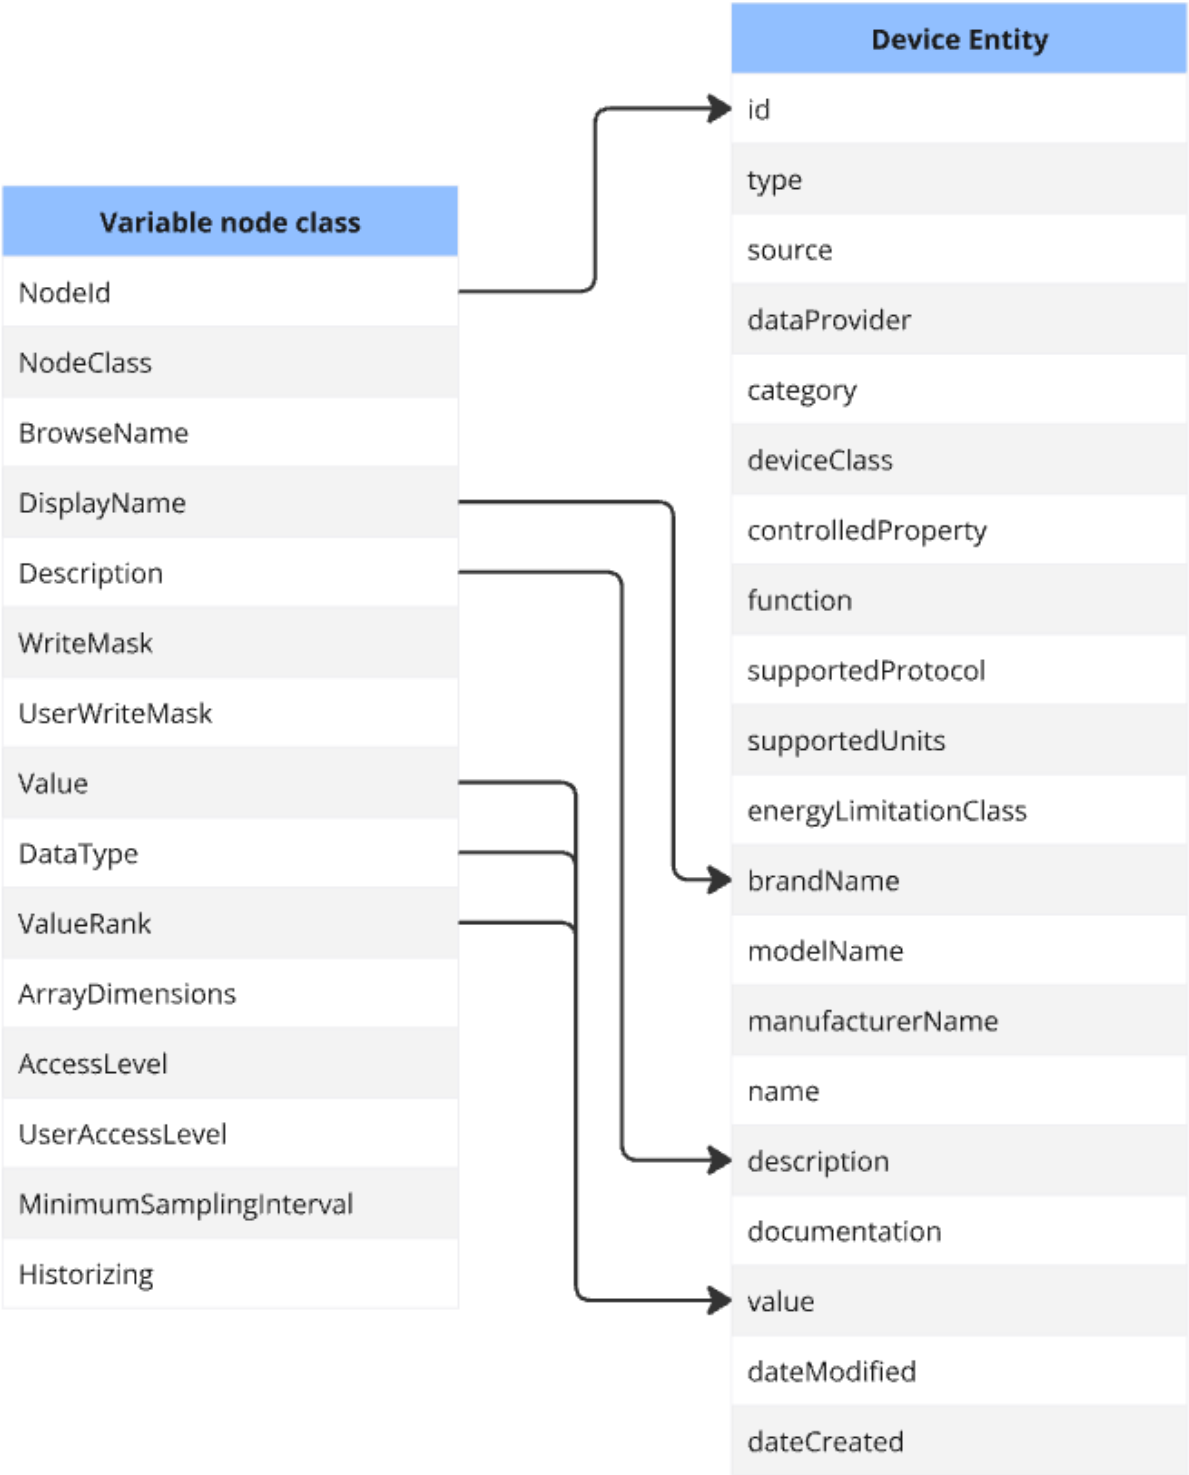 Variable node class
NodeId
NodeClass
BrowseName
DisplayName
Description
WriteMask
UserWriteMask
Value
DataType
ValueRank
ArrayDimensions
AccessLevel
UserAccessLevel
MinimumSamplingInterval
Historizing
Device Entity
id
type
source
dataProvider
category
deviceClass
controlledProperty
function
supportedProtocol
supportedUnits
energyLimitationClass
brandName
modelName
manufacturerName
name
description
documentation
value
dateModified
dateCreated